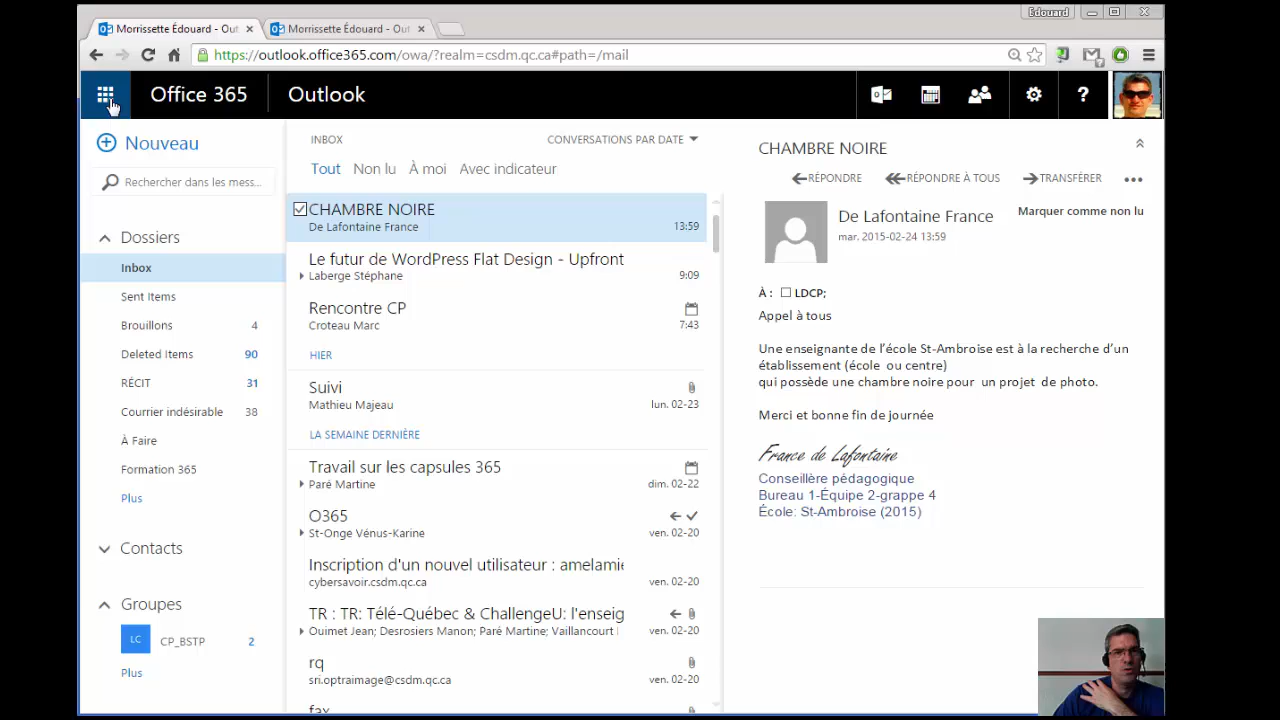 Edouard
Morrissette Édouard - Out
Morrissette Édouard - Out
https://outlook.office365.com/owa/?realm=csdm.qc.ca#path=/mail
Office 365
Outlook
?
Nouveau
Rechercher dans les mess...
Dossiers
Inbox
Sent Items
Brouillons 4
Deleted Items 90
RÉCIT 31
Courrier indésirable 38
À Faire
Formation 365
Plus
Contacts
Groupes
LC CP_BSTP 2
Plus
INBOX CONVERSATIONS PAR DATE
Tout Non lu À moi Avec indicateur
CHAMBRE NOIRE
De Lafontaine France 13:59
Le futur de WordPress Flat Design - Upfront
Laberge Stéphane 9:09
Rencontre CP
Croteau Marc 7:43
HIER
Suivi
Mathieu Majeau lun. 02-23
LA SEMAINE DERNIÈRE
Travail sur les capsules 365
Paré Martine dim. 02-22
O365
St-Onge Vénus-Karine ven. 02-20
Inscription d'un nouvel utilisateur : amelamie
cybersavoir.csdm.qc.ca ven. 02-20
TR : TR: Télé-Québec & ChallengeU: l'enseig
Ouimet Jean; Desrosiers Manon; Paré Martine; Vaillancourt ven. 02-20
rq
sri.optraimage@csdm.qc.ca ven. 02-20
fax
CHAMBRE NOIRE
RÉPONDRE RÉPONDRE À TOUS TRANSFÉRER ...
De Lafontaine France Marquer comme non lu
mar. 2015-02-24 13:59
À : LDCP;
Appel à tous
Une enseignante de l'école St-Ambroise est à la recherche d'un
établissement (école ou centre)
qui possède une chambre noire pour un projet de photo.
Merci et bonne fin de journée
France de Lafontaine
Conseillère pédagogique
Bureau 1-Équipe 2-grappe 4
École: St-Ambroise (2015)